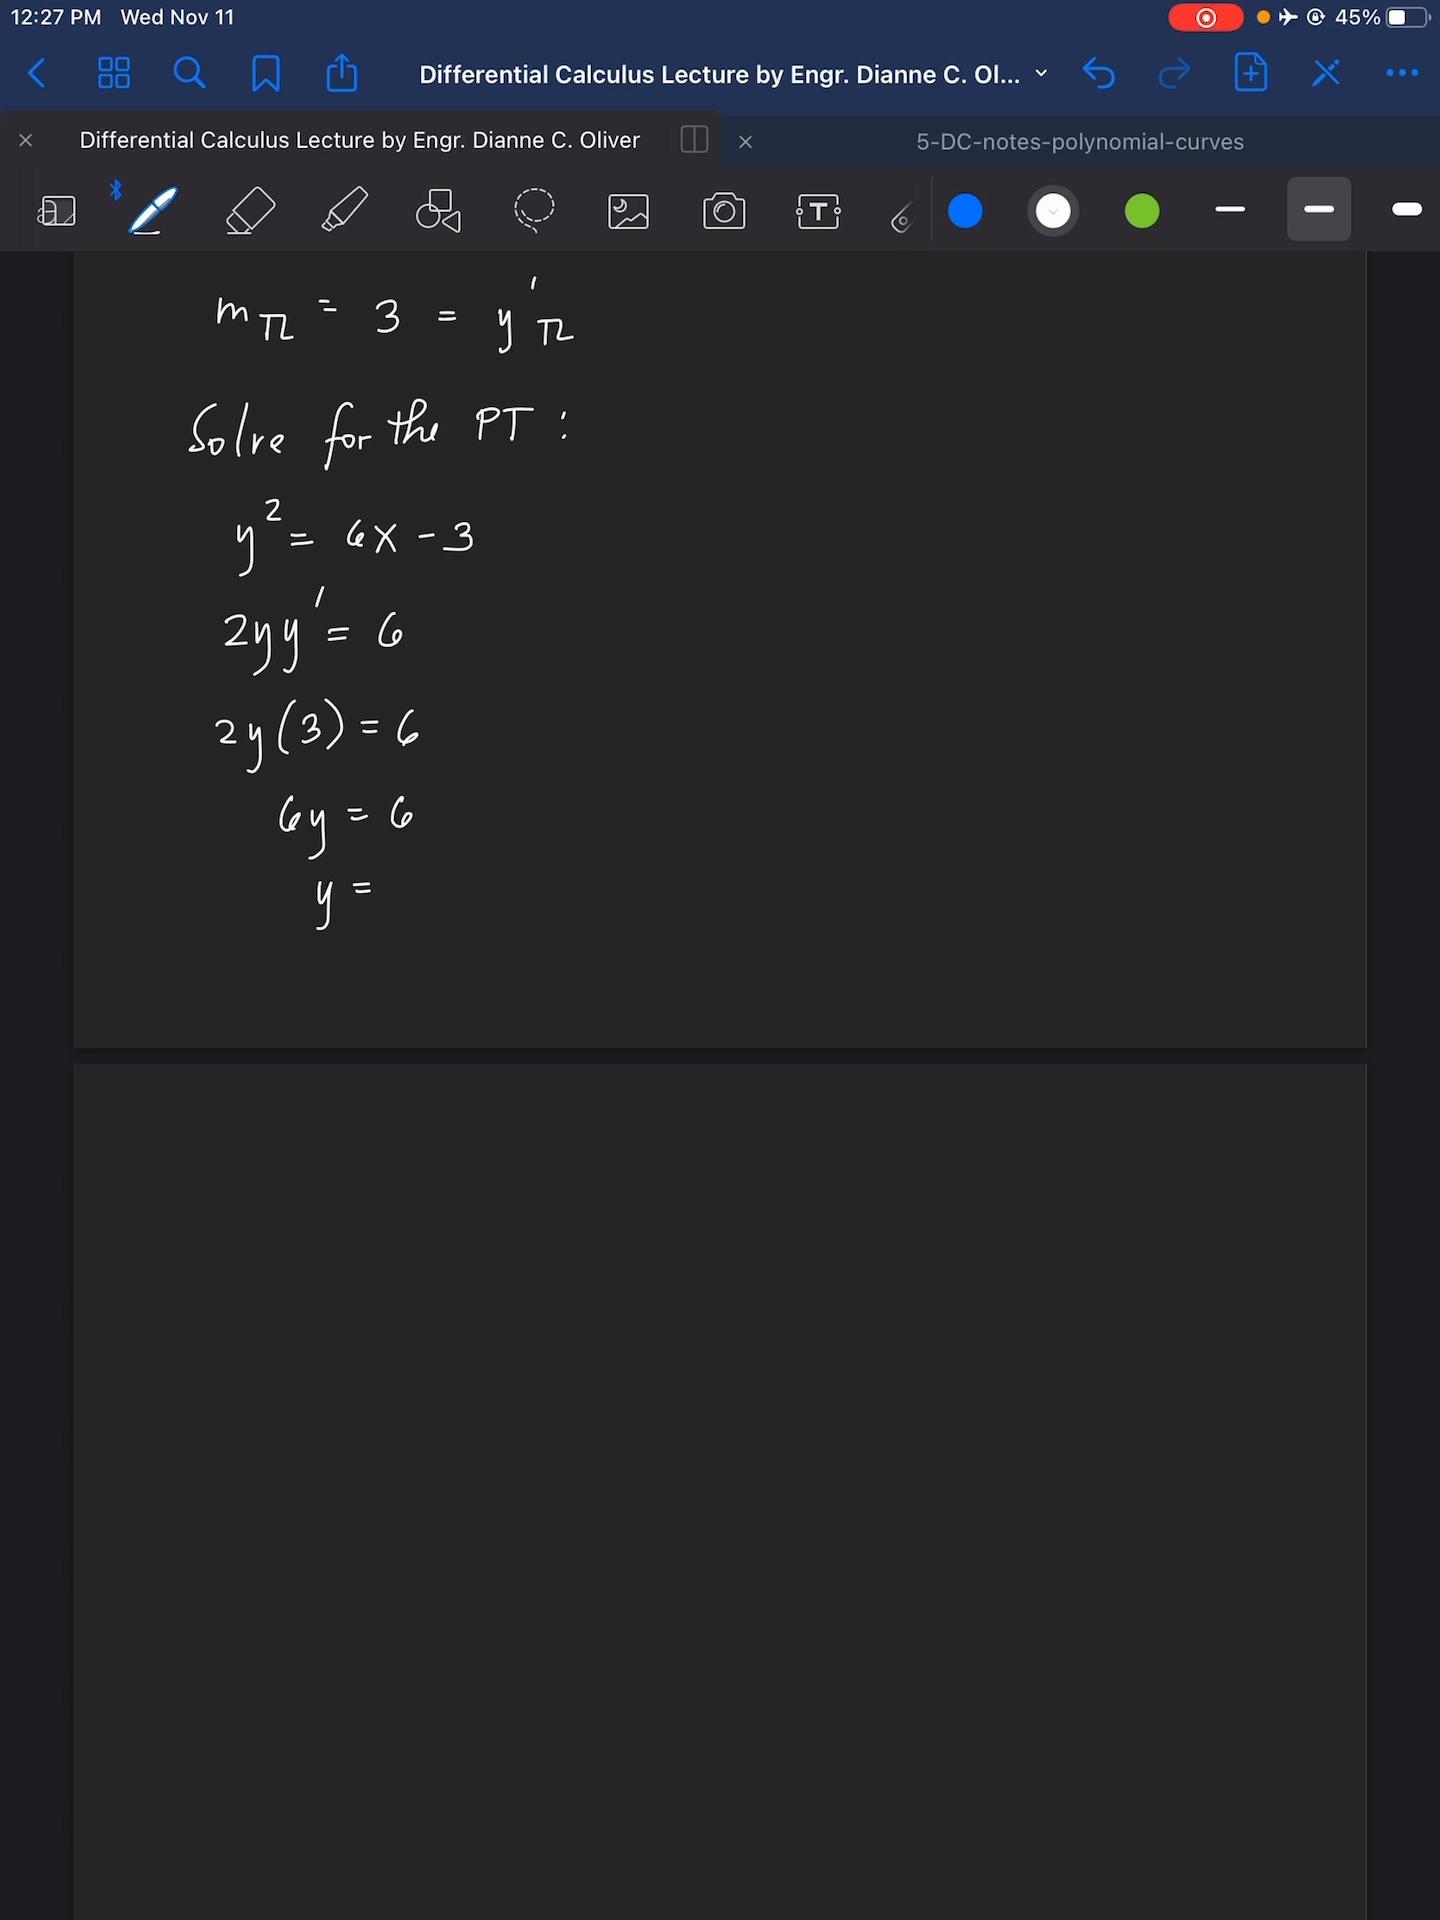 12:27 PM Wed Nov 11 45%
Differential Calculus Lecture by Engr. Dianne C. Ol...
Differential Calculus Lecture by Engr. Dianne C. Oliver
5-DC-notes-polynomial-curves
T
m_TL = 3 = y'_TL
Solve for the PT :
y² = 6x - 3
2yy' = 6
2y(3) = 6
6y = 6
y =